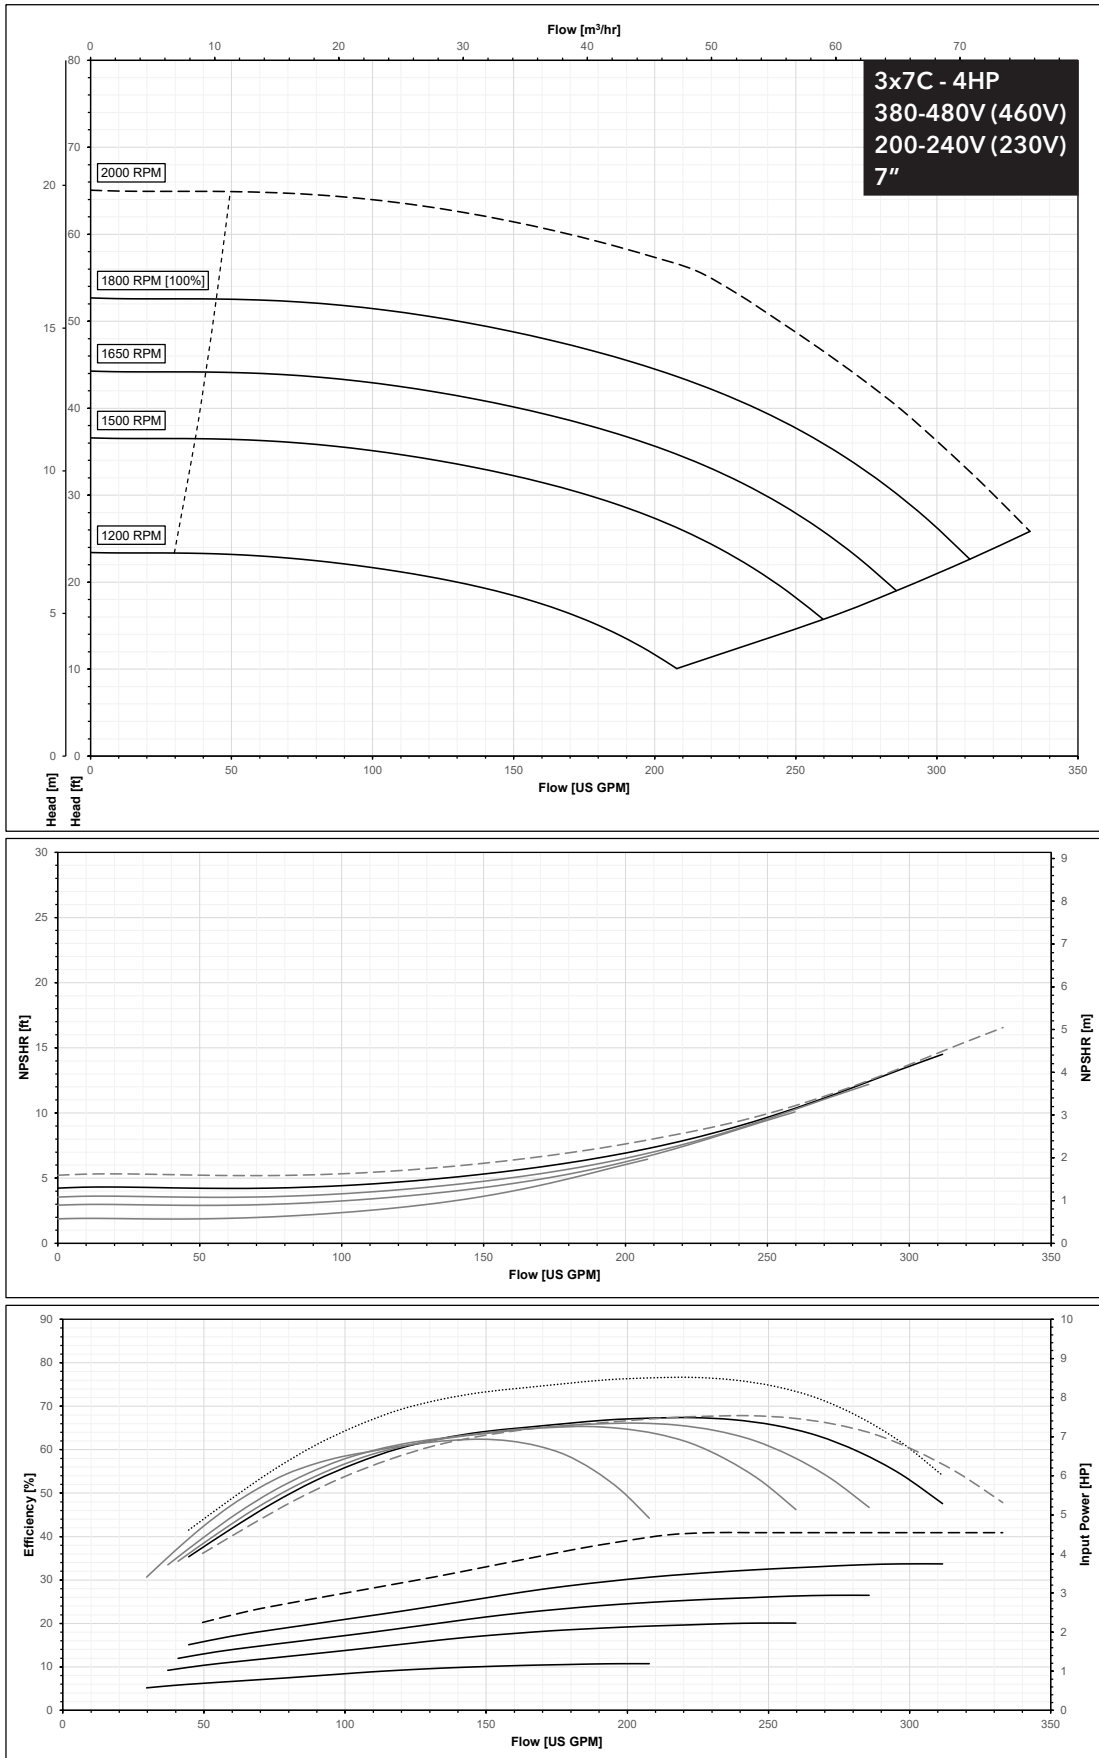 Flow [m³/hr]
0 10 20 30 40 50 60 70
3x7C - 4HP
380-480V (460V)
200-240V (230V)
7”
80
70
60
50
40
30
20
10
0
20
15
10
5
0
2000 RPM
1800 RPM [100%]
1650 RPM
1500 RPM
1200 RPM
0 50 100 150 200 250 300 350
Flow [US GPM]
Head [m]
Head [ft]
30
25
20
15
10
5
0
NPSHR [ft]
9
8
7
6
5
4
3
2
1
0
NPSHR [m]
0 50 100 150 200 250 300 350
Flow [US GPM]
90
80
70
60
50
40
30
20
10
0
Efficiency [%]
10
9
8
7
6
5
4
3
2
1
0
Input Power [HP]
0 50 100 150 200 250 300 350
Flow [US GPM]